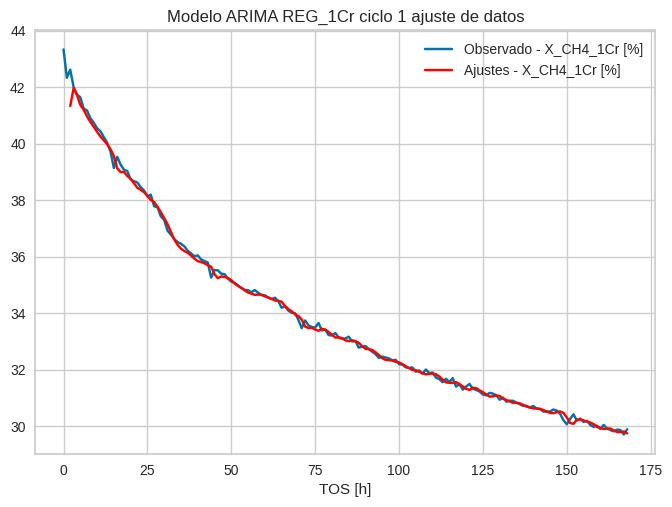 Modelo ARIMA REG_1Cr ciclo 1 ajuste de datos
Observado - X_CH4_1Cr [%]
Ajustes - X_CH4_1Cr [%]
44
42
40
38
36
34
32
30
0 25 50 75 100 125 150 175
TOS [h]